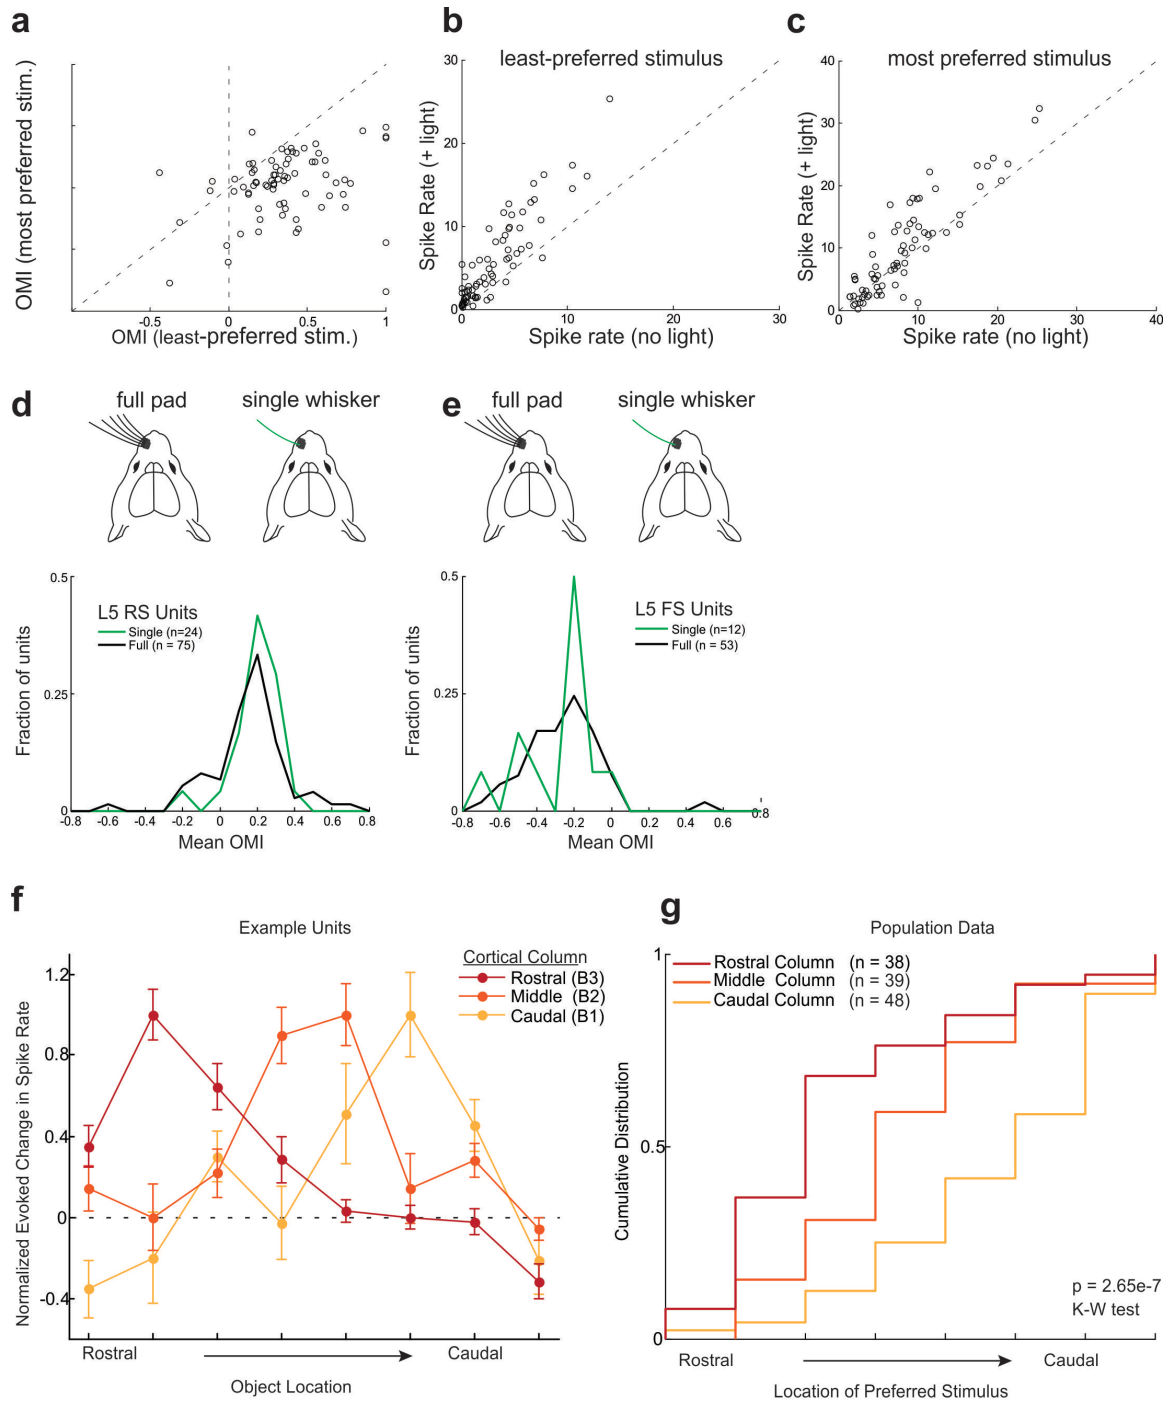 a
OMI (most preferred stim.)
-0.5
0
0.5
1
OMI (least-preferred stim.)
b
least-preferred stimulus
Spike Rate (+ light)
30
20
10
0
0
10
20
30
Spike rate (no light)
c
most preferred stimulus
Spike Rate (+ light)
40
30
20
10
0
0
10
20
30
40
Spike rate (no light)
d
full pad
single whisker
e
full pad
single whisker
L5 RS Units
Single (n=24)
Full (n = 75)
Fraction of units
0.5
0.25
0
-0.8
-0.6
-0.4
-0.2
0
0.2
0.4
0.6
0.8
Mean OMI
L5 FS Units
Single (n=12)
Full (n = 53)
Fraction of units
0.5
0.25
0
-0.8
-0.6
-0.4
-0.2
0
0.2
0.4
0.6
0.8
Mean OMI
f
Example Units
Cortical Column
Rostral (B3)
Middle (B2)
Caudal (B1)
Normalized Evoked Change in Spike Rate
1.2
0.8
0.4
0
-0.4
Rostral
Caudal
Object Location
g
Population Data
Rostral Column (n = 38)
Middle Column (n = 39)
Caudal Column (n = 48)
Cumulative Distribution
1
0.5
0
p = 2.65e-7
K-W test
Rostral
Caudal
Location of Preferred Stimulus